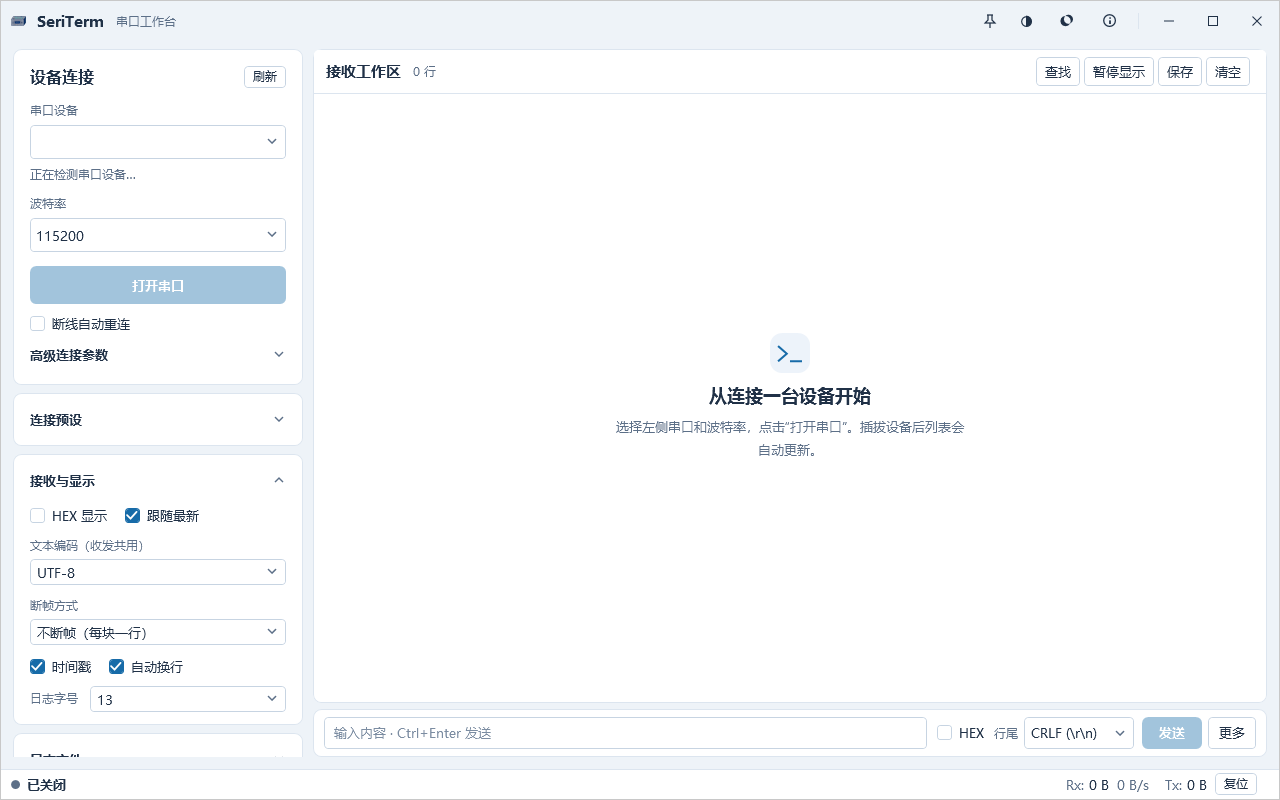 SeriTerm 串口工作台
设备连接 刷新
串口设备
正在检测串口设备...
波特率
115200
打开串口
断线自动重连
高级连接参数
连接预设
接收与显示
HEX 显示 跟随最新
文本编码（收发共用）
UTF-8
断帧方式
不断帧（每块一行）
时间戳 自动换行
日志字号 13
接收工作区 0 行 查找 暂停显示 保存 清空
>_
从连接一台设备开始
选择左侧串口和波特率，点击“打开串口”。插拔设备后列表会
自动更新。
输入内容 · Ctrl+Enter 发送 HEX 行尾 CRLF (\r\n) 发送 更多
已关闭 Rx: 0 B 0 B/s Tx: 0 B 复位